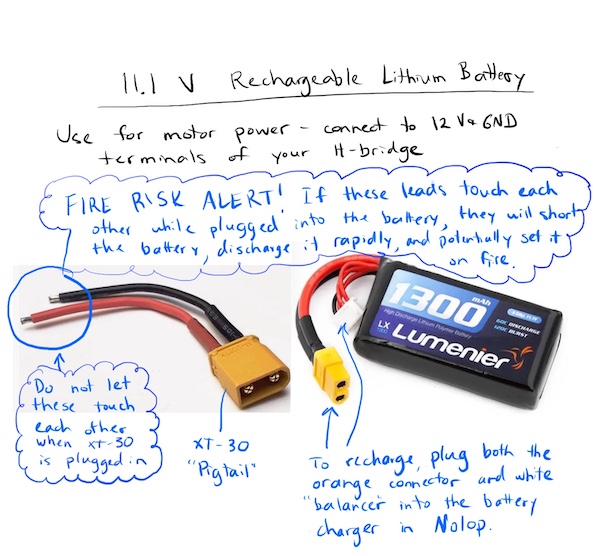 11.1 V Rechargeable Lithium Battery
Use for motor power - connect to 12 V & GND
terminals of your H-bridge
FIRE RISK ALERT! If these leads touch each
other while plugged into the battery, they will short
the battery, discharge it rapidly, and potentially set it
on fire.
1300 mAh
High Discharge Lithium Polymer Battery
60C DISCHARGE
120C BURST
LX
Lumenier
Do not let
these touch
each other
when XT-30
is plugged in
XT-30
"Pigtail"
To recharge, plug both the
orange connector and white
"balancer" into the battery
charger in Nolop.